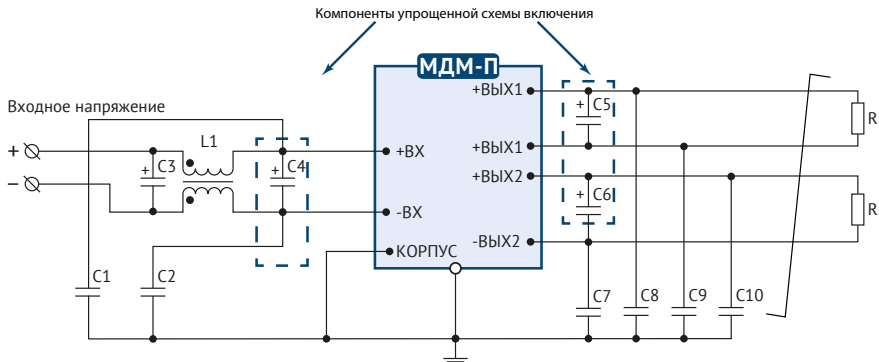 Компоненты упрощенной схемы включения
МДМ-П
Входное напряжение
+ВЫХ1
+ C5
R
L1
+
+ C3
+ C4
+ВХ
+ВЫХ1
–
+ВЫХ2
+ C6
R
-ВХ
-ВЫХ2
КОРПУС
C1
C2
C7
C8
C9
C10